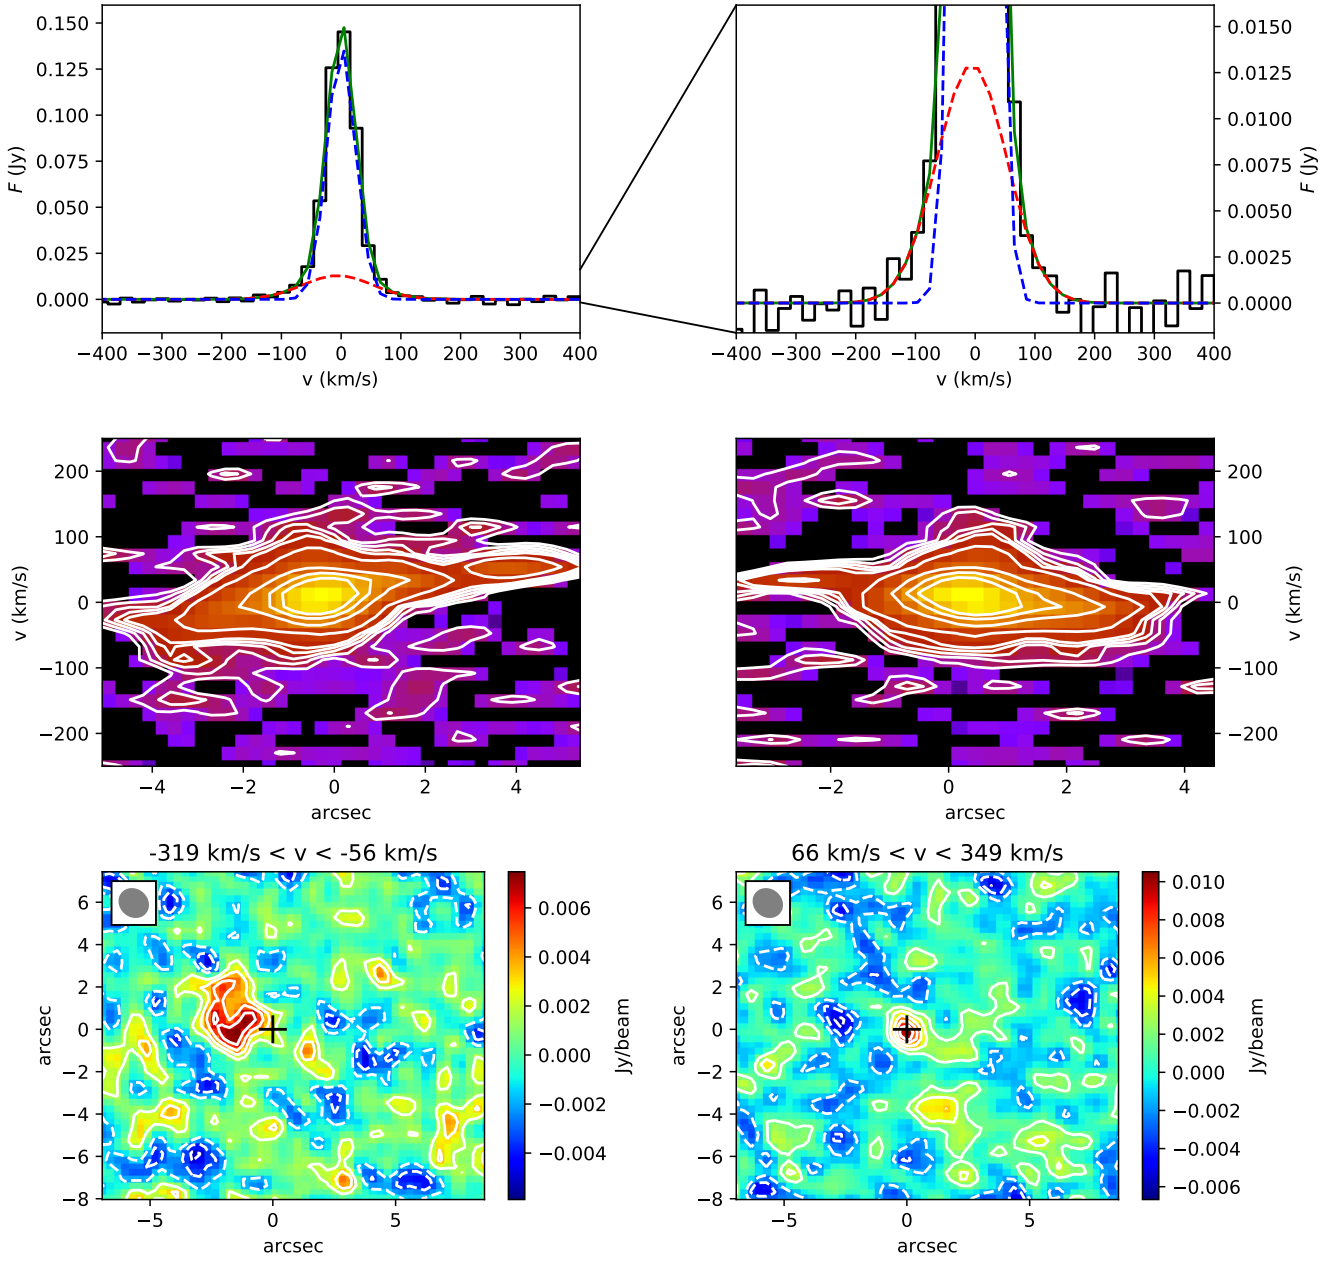 0.150
0.125
0.100
0.075
0.050
0.025
0.000
F (Jy)
−400 −300 −200 −100 0 100 200 300 400
v (km/s)
0.0150
0.0125
0.0100
0.0075
0.0050
0.0025
0.0000
F (Jy)
−400 −300 −200 −100 0 100 200 300 400
v (km/s)
200
100
0
−100
−200
v (km/s)
−4 −2 0 2 4
arcsec
200
100
0
−100
−200
v (km/s)
−2 0 2 4
arcsec
-319 km/s < v < -56 km/s
6
4
2
0
−2
−4
−6
−8
arcsec
−5 0 5
arcsec
0.006
0.004
0.002
0.000
−0.002
−0.004
Jy/beam
66 km/s < v < 349 km/s
6
4
2
0
−2
−4
−6
−8
arcsec
−5 0 5
arcsec
0.010
0.008
0.006
0.004
0.002
0.000
−0.002
−0.004
−0.006
Jy/beam